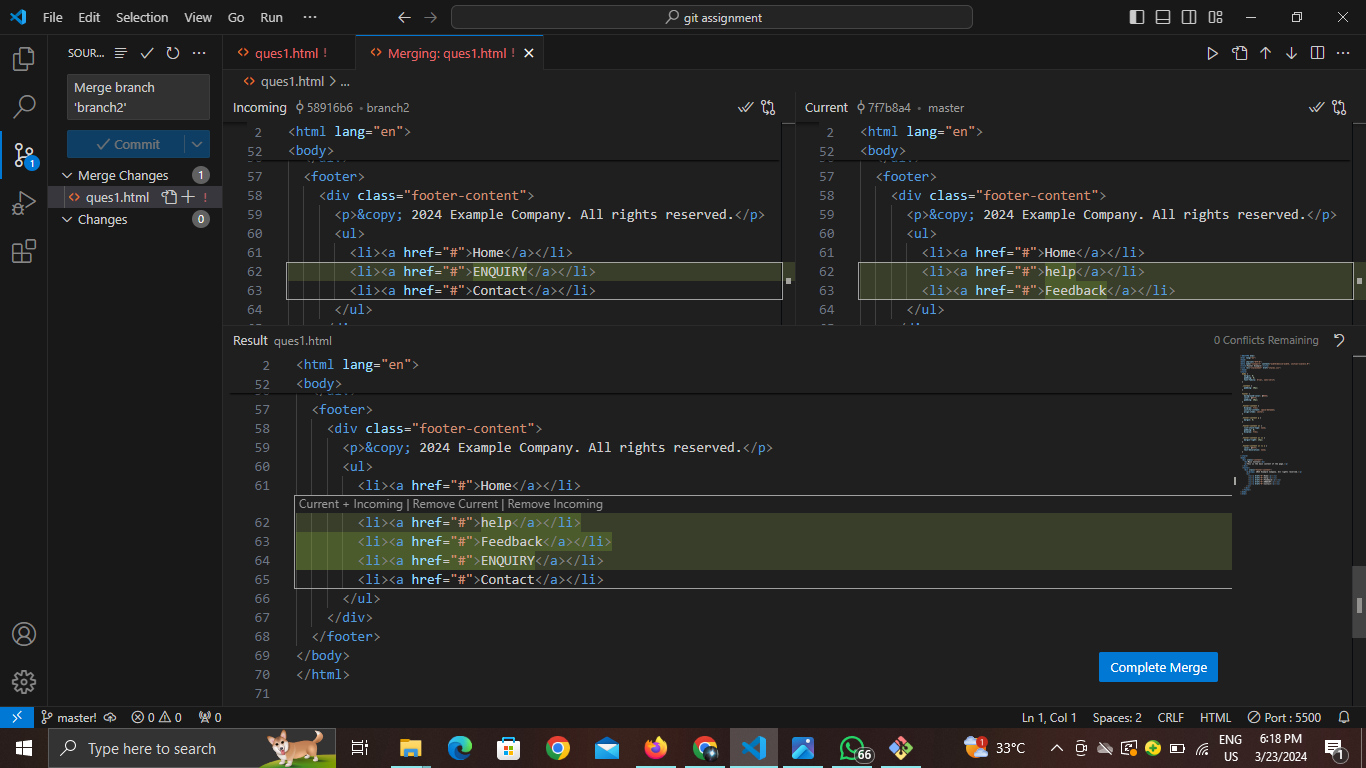 File Edit Selection View Go Run ··· git assignment
SOUR... ···
Merge branch
'branch2'
Commit
Merge Changes 1
ques1.html !
Changes 0
1
ques1.html ! Merging: ques1.html !
ques1.html > ...
Incoming 58916b6 • branch2
2 <html lang="en">
52 <body>
57 <footer>
58 <div class="footer-content">
59 <p>&copy; 2024 Example Company. All rights reserved.</p>
60 <ul>
61 <li><a href="#">Home</a></li>
62 <li><a href="#">ENQUIRY</a></li>
63 <li><a href="#">Contact</a></li>
64 </ul>
Current 7f7b8a4 • master
2 <html lang="en">
52 <body>
57 <footer>
58 <div class="footer-content">
59 <p>&copy; 2024 Example Company. All rights reserved.</p>
60 <ul>
61 <li><a href="#">Home</a></li>
62 <li><a href="#">help</a></li>
63 <li><a href="#">Feedback</a></li>
64 </ul>
Result ques1.html 0 Conflicts Remaining
2 <html lang="en">
52 <body>
57 <footer>
58 <div class="footer-content">
59 <p>&copy; 2024 Example Company. All rights reserved.</p>
60 <ul>
61 <li><a href="#">Home</a></li>
Current + Incoming | Remove Current | Remove Incoming
62 <li><a href="#">help</a></li>
63 <li><a href="#">Feedback</a></li>
64 <li><a href="#">ENQUIRY</a></li>
65 <li><a href="#">Contact</a></li>
66 </ul>
67 </div>
68 </footer>
69 </body>
70 </html>
71
Complete Merge
master! 0 0 0 Ln 1, Col 1 Spaces: 2 CRLF HTML Port : 5500
Type here to search 66 1 33°C ENG US 6:18 PM 3/23/2024 1